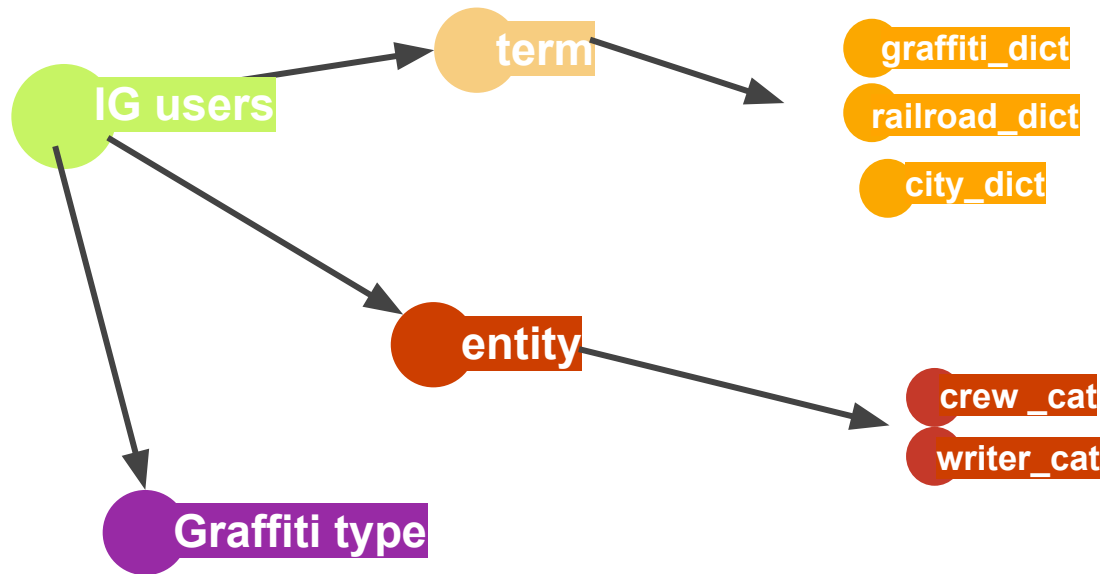 IG users
term
graffiti_dict
railroad_dict
city_dict
entity
crew _cat
writer_cat
Graffiti type